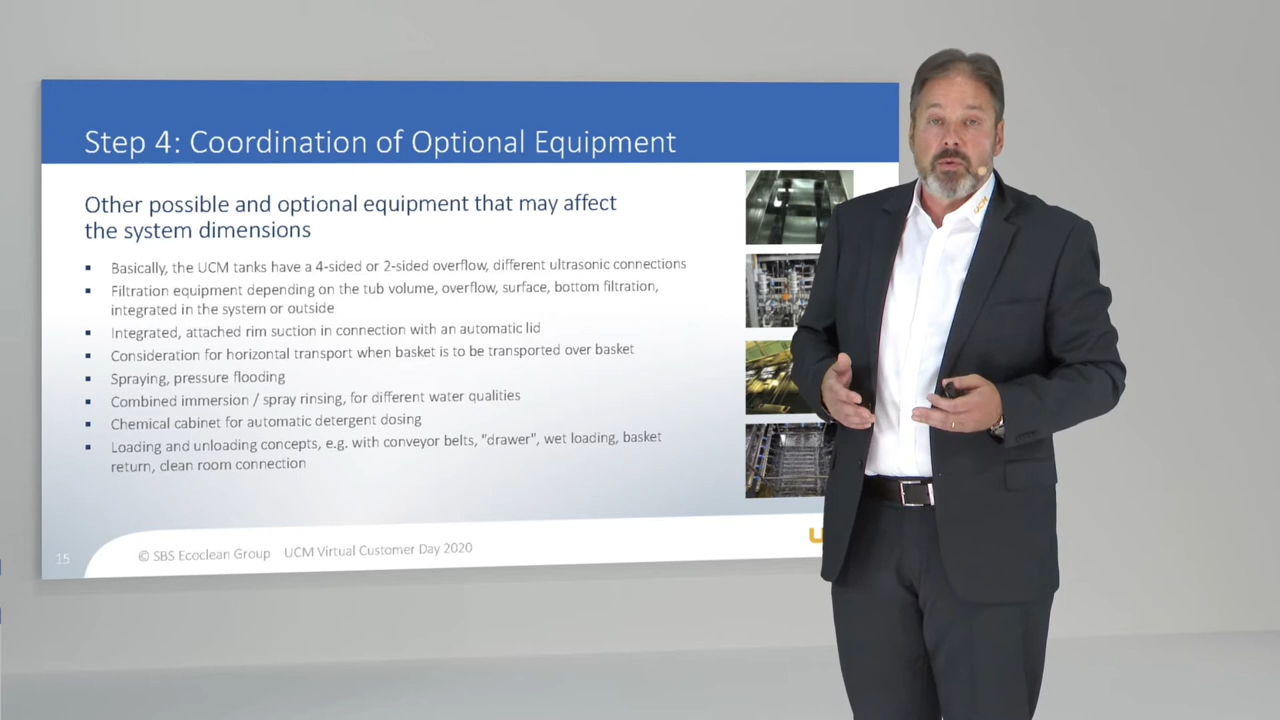 Step 4: Coordination of Optional Equipment
Other possible and optional equipment that may affect
the system dimensions
Basically, the UCM tanks have a 4-sided or 2-sided overflow, different ultrasonic connections
Filtration equipment depending on the tub volume, overflow, surface, bottom filtration,
integrated in the system or outside
Integrated, attached rim suction in connection with an automatic lid
Consideration for horizontal transport when basket is to be transported over basket
Spraying, pressure flooding
Combined immersion / spray rinsing, for different water qualities
Chemical cabinet for automatic detergent dosing
Loading and unloading concepts, e.g. with conveyor belts, "drawer", wet loading, basket
return, clean room connection
15
© SBS Ecoclean Group UCM Virtual Customer Day 2020
UCM